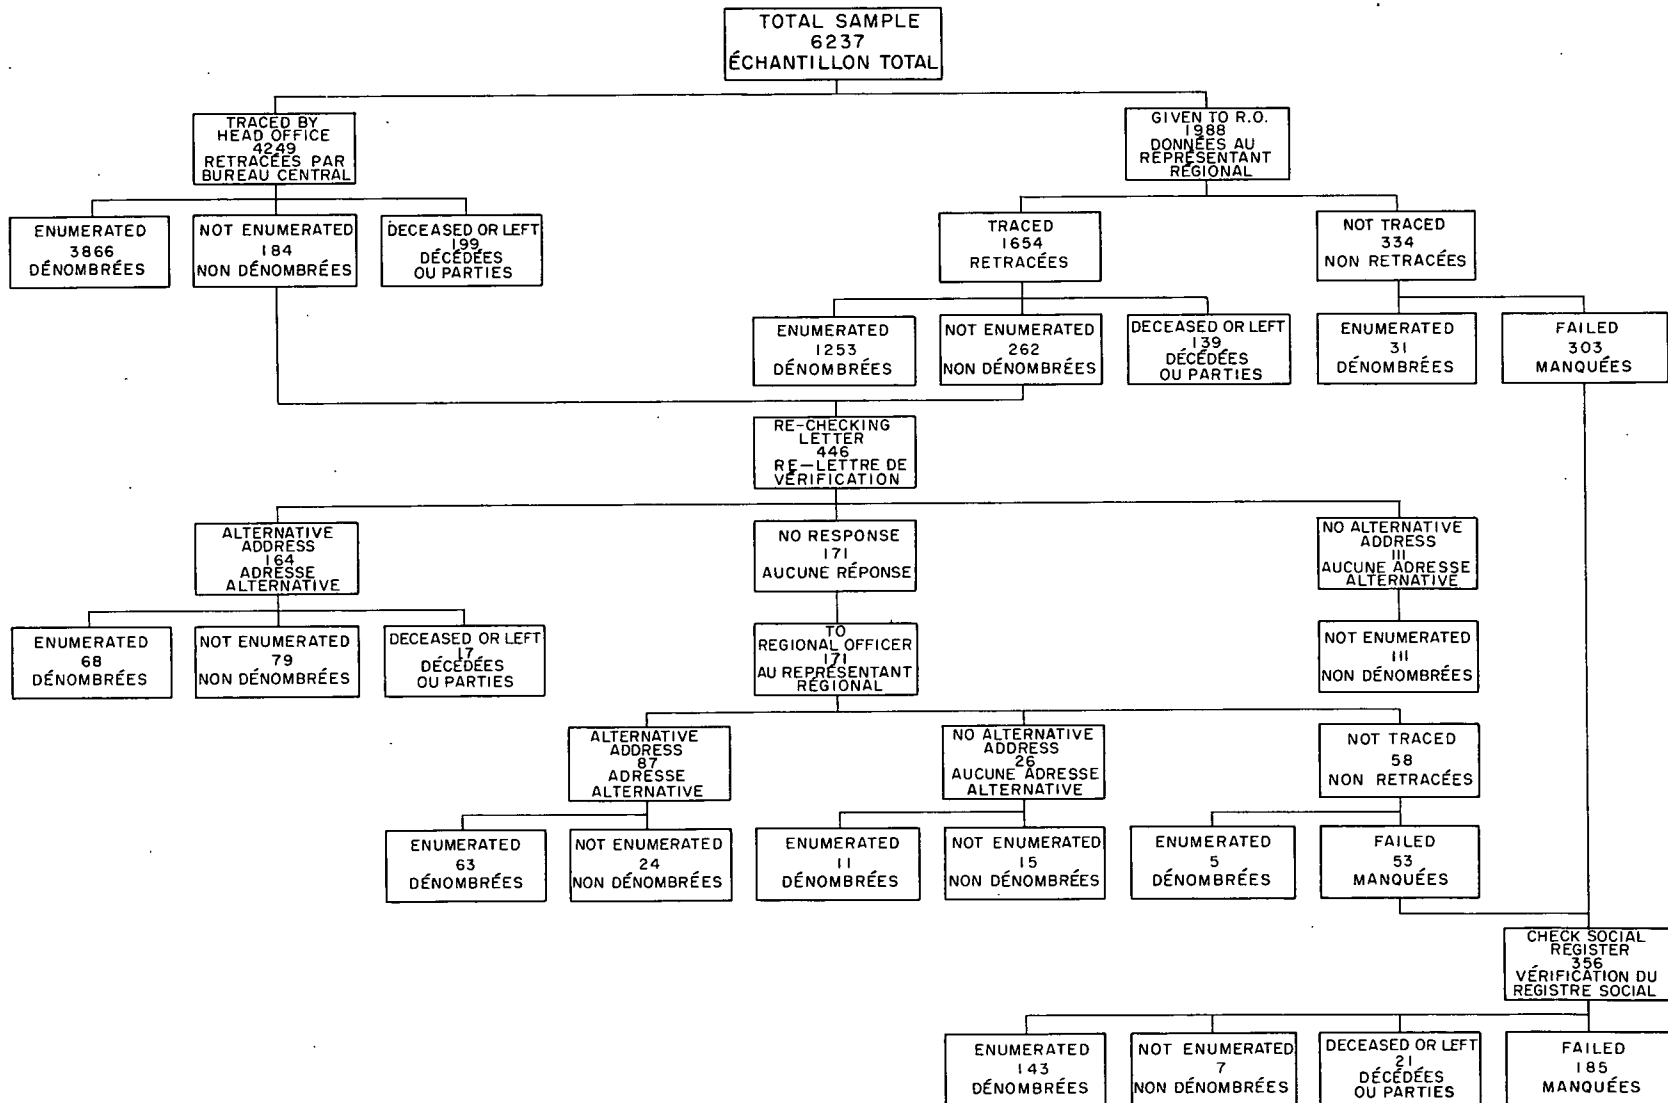 TOTAL SAMPLE
6237
ÉCHANTILLON TOTAL
TRACED BY
HEAD OFFICE
4249
RETRACÉES PAR
BUREAU CENTRAL
GIVEN TO R.O.
1988
DONNÉES AU
REPRÉSENTANT
RÉGIONAL
ENUMERATED
3866
DÉNOMBRÉES
NOT ENUMERATED
184
NON DÉNOMBRÉES
DECEASED OR LEFT
199
DÉCÉDÉES
OU PARTIES
TRACED
1654
RETRACÉES
NOT TRACED
334
NON RETRACÉES
ENUMERATED
1253
DÉNOMBRÉES
NOT ENUMERATED
262
NON DÉNOMBRÉES
DECEASED OR LEFT
139
DÉCÉDÉES
OU PARTIES
ENUMERATED
31
DÉNOMBRÉES
FAILED
303
MANQUÉES
RE-CHECKING
LETTER
446
RE-LETTRE DE
VÉRIFICATION
ALTERNATIVE
ADDRESS
164
ADRESSE
ALTERNATIVE
NO RESPONSE
171
AUCUNE RÉPONSE
NO ALTERNATIVE
ADDRESS
111
AUCUNE ADRESSE
ALTERNATIVE
ENUMERATED
68
DÉNOMBRÉES
NOT ENUMERATED
79
NON DÉNOMBRÉES
DECEASED OR LEFT
17
DÉCÉDÉES
OU PARTIES
TO
REGIONAL OFFICER
171
AU REPRÉSENTANT
RÉGIONAL
NOT ENUMERATED
111
NON DÉNOMBRÉES
ALTERNATIVE
ADDRESS
87
ADRESSE
ALTERNATIVE
NO ALTERNATIVE
ADDRESS
26
AUCUNE ADRESSE
ALTERNATIVE
NOT TRACED
58
NON RETRACÉES
ENUMERATED
63
DÉNOMBRÉES
NOT ENUMERATED
24
NON DÉNOMBRÉES
ENUMERATED
11
DÉNOMBRÉES
NOT ENUMERATED
15
NON DÉNOMBRÉES
ENUMERATED
5
DÉNOMBRÉES
FAILED
53
MANQUÉES
CHECK SOCIAL
REGISTER
356
VÉRIFICATION DU
REGISTRE SOCIAL
ENUMERATED
143
DÉNOMBRÉES
NOT ENUMERATED
7
NON DÉNOMBRÉES
DECEASED OR LEFT
21
DÉCÉDÉES
OU PARTIES
FAILED
185
MANQUÉES